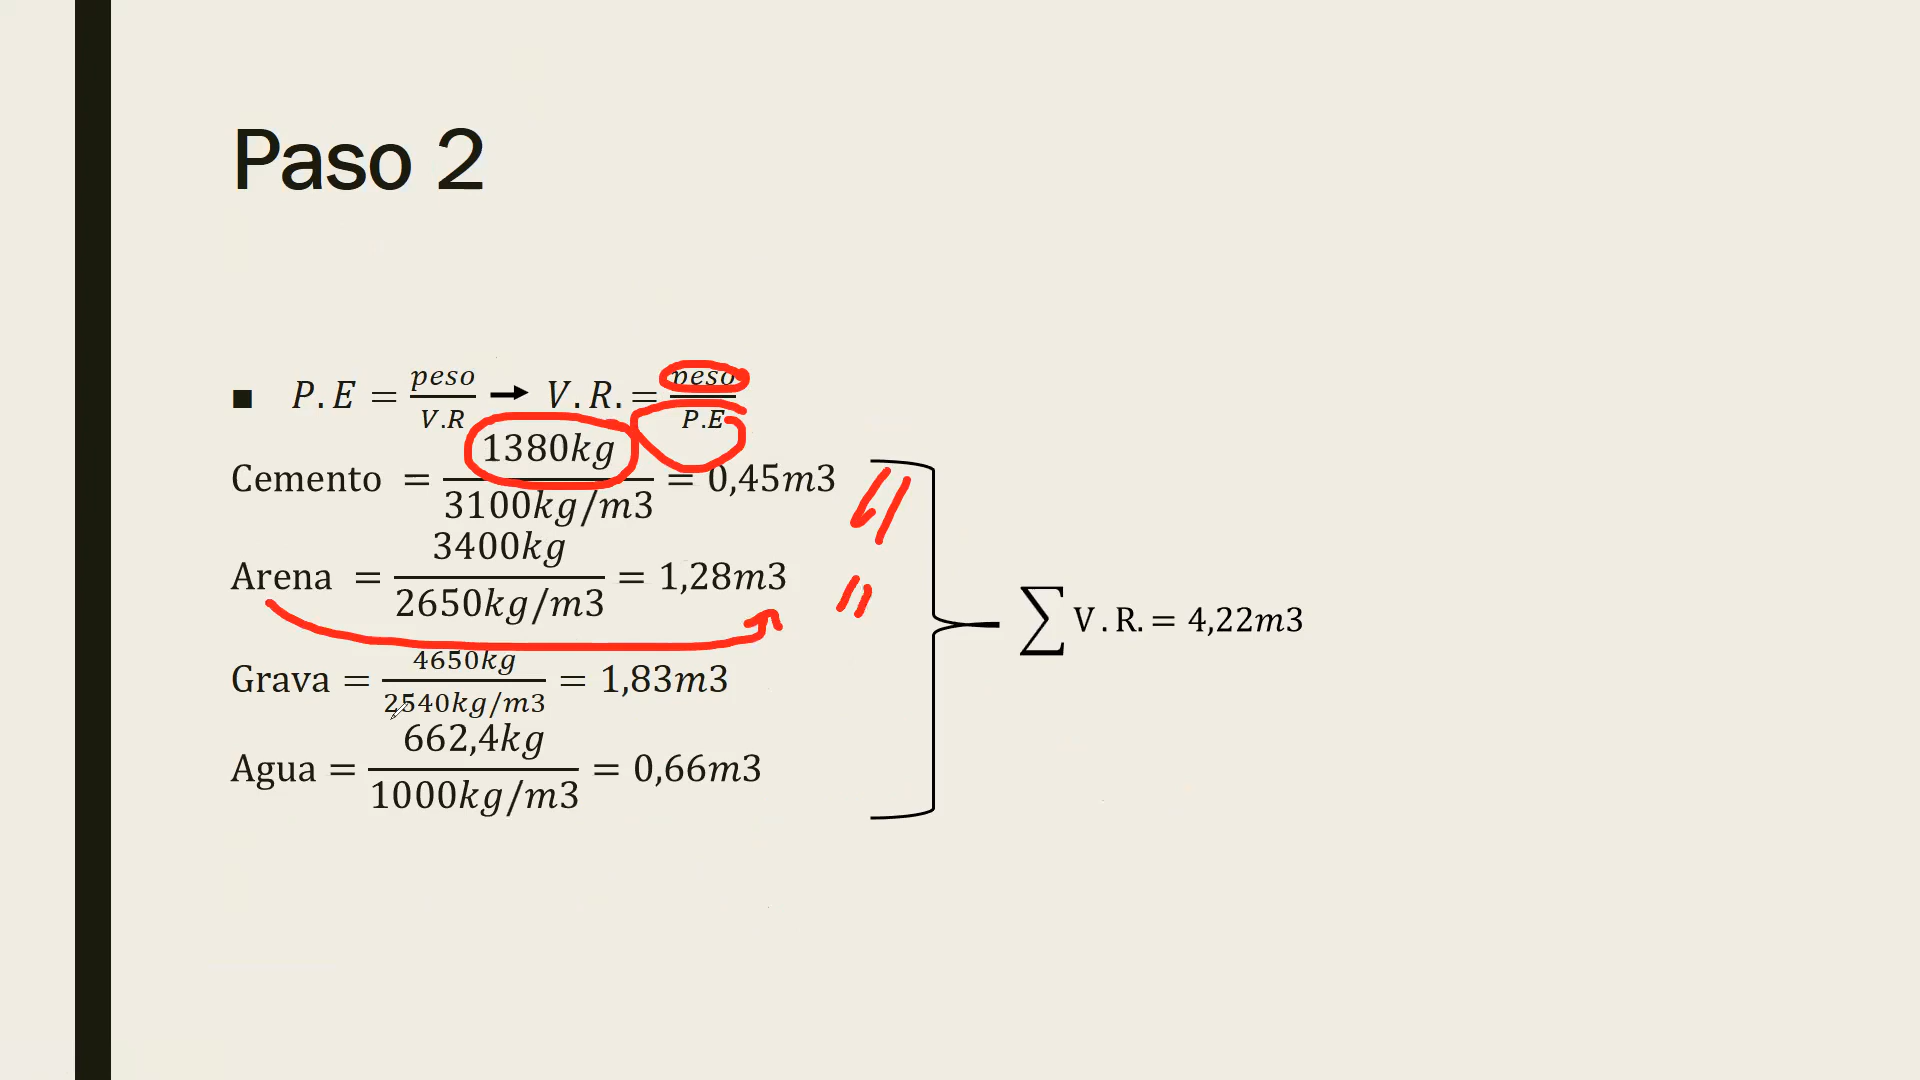 Paso 2
■ P.E = peso / V.R → V.R. = peso / P.E
Cemento = 1380kg / 3100kg/m3 = 0,45m3
Arena = 3400kg / 2650kg/m3 = 1,28m3
Grava = 4650kg / 2540kg/m3 = 1,83m3
Agua = 662,4kg / 1000kg/m3 = 0,66m3
∑ V.R. = 4,22m3